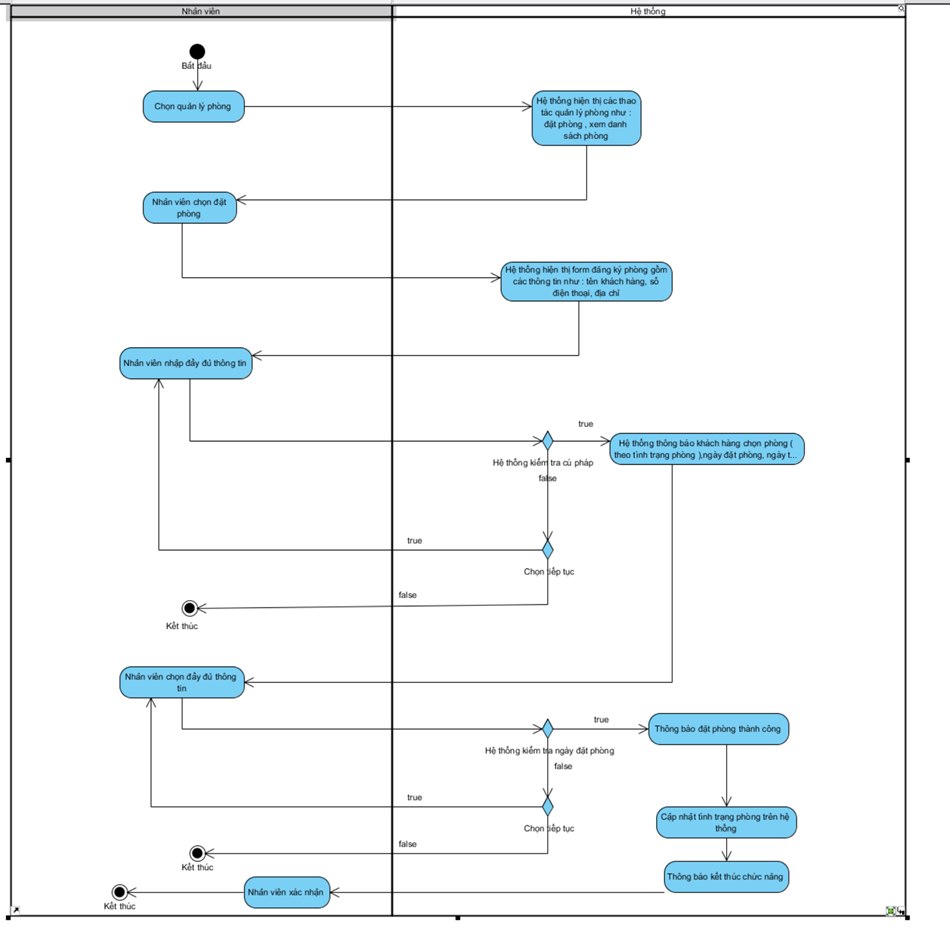 Nhân viên
Hệ thống
Bắt đầu
Chọn quản lý phòng
Hệ thống hiện thị các thao
tác quản lý phòng như :
đặt phòng , xem danh
sách phòng
Nhân viên chọn đặt
phòng
Hệ thống hiện thị form đăng ký phòng gồm
các thông tin như : tên khách hàng, số
điện thoại, địa chỉ
Nhân viên nhập đầy đủ thông tin
true
Hệ thống thông báo khách hàng chọn phòng (
theo tình trạng phòng ),ngày đặt phòng, ngày t...
Hệ thống kiểm tra cú pháp
false
true
Chọn tiếp tục
false
Kết thúc
Nhân viên chọn đầy đủ thông
tin
true
Thông báo đặt phòng thành công
Hệ thống kiểm tra ngày đặt phòng
false
true
Cập nhật tình trạng phòng trên hệ
thống
Chọn tiếp tục
false
Kết thúc
Thông báo kết thúc chức năng
Nhân viên xác nhận
Kết thúc